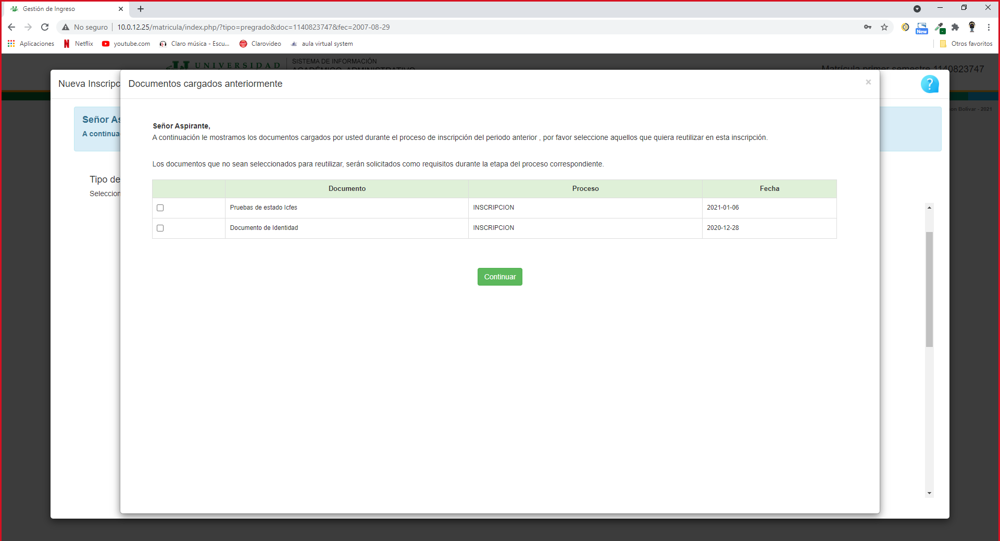 Gestión de Ingreso
No seguro
10.0.12.25/matricula/index.php/?tipo=pregrado&doc=1140823747&fec=2007-08-29
New
Aplicaciones
Netflix
youtube.com
Claro música - Escu...
Clarovideo
aula virtual system
Otros favoritos
UNIVERSIDAD
SISTEMA DE INFORMACIÓN
ACADÉMICO ADMINISTRATIVO
Matrícula primer semestre 1140823747
Nueva Inscripc
Documentos cargados anteriormente
×
?
on Bolívar - 2021
Señor As
A continua
Señor Aspirante,
A continuación le mostramos los documentos cargados por usted durante el proceso de inscripción del periodo anterior , por favor seleccione aquellos que quiera reutilizar en esta inscripción.
Los documentos que no sean seleccionados para reutilizar, serán solicitados como requisitos durante la etapa del proceso correspondiente.
Tipo de
Seleccion
Documento
Proceso
Fecha
Pruebas de estado Icfes
INSCRIPCION
2021-01-06
Documento de Identidad
INSCRIPCION
2020-12-28
Continuar